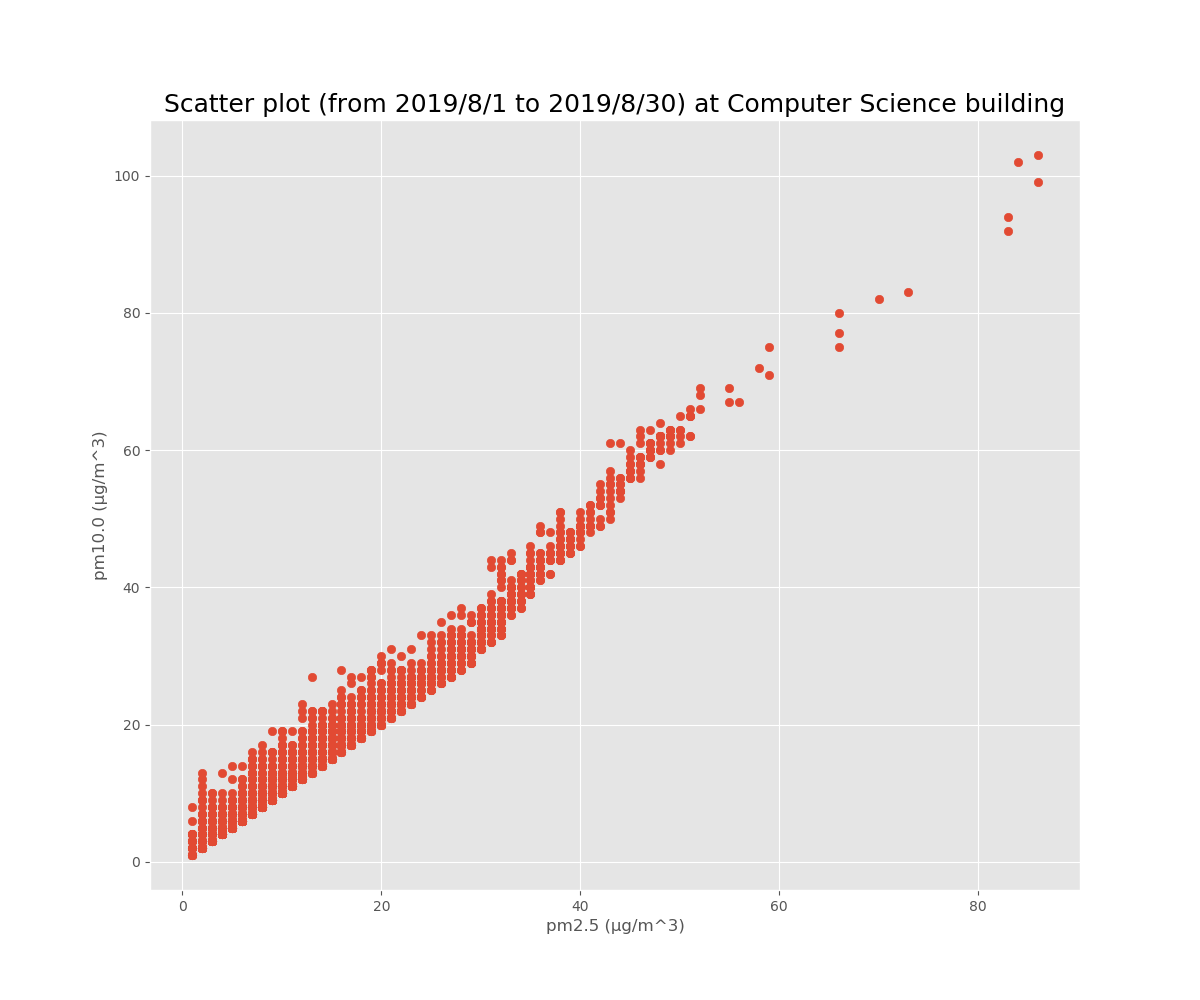 Scatter plot (from 2019/8/1 to 2019/8/30) at Computer Science building
100
80
60
40
20
0
pm10.0 (μg/m^3)
0 20 40 60 80
pm2.5 (μg/m^3)